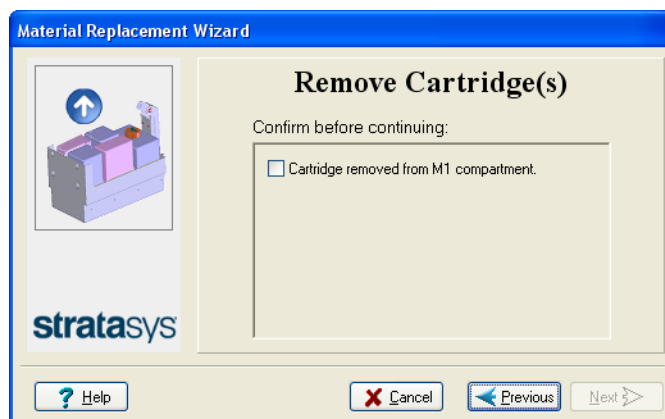 Material Replacement Wizard
Remove Cartridge(s)
Confirm before continuing:
Cartridge removed from M1 compartment.
stratasys
? Help
Cancel
Previous
Next